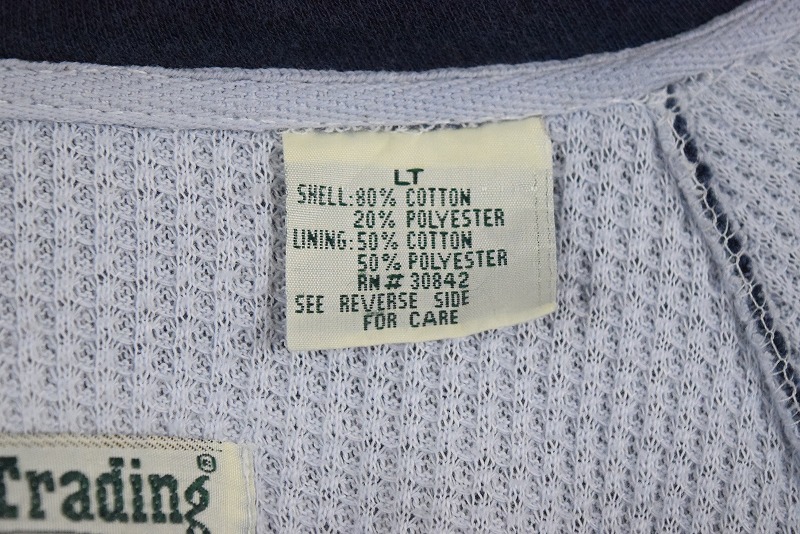 LT
SHELL: 80% COTTON
20% POLYESTER
LINING: 50% COTTON
50% POLYESTER
RN# 30842
SEE REVERSE SIDE
FOR CARE
Trading®